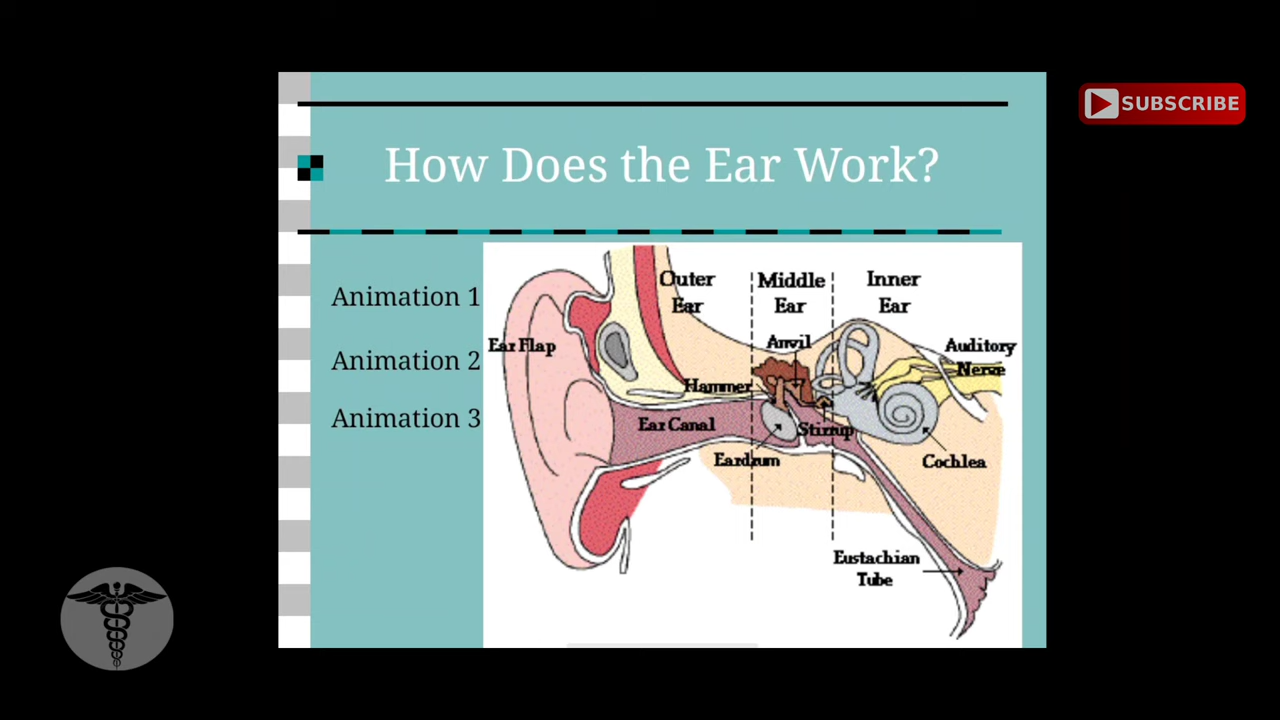 SUBSCRIBE
How Does the Ear Work?
Animation 1
Animation 2
Animation 3
Outer
Ear
Middle
Ear
Inner
Ear
Ear Flap
Anvil
Auditory
Nerve
Hammer
Ear Canal
Stirrup
Eardrum
Cochlea
Eustachian
Tube